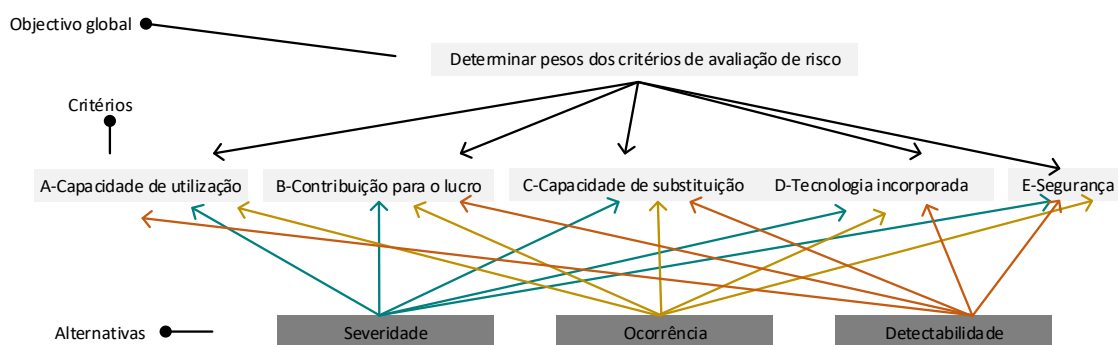 Objectivo global
Determinar pesos dos critérios de avaliação de risco
Critérios
A-Capacidade de utilização
B-Contribuição para o lucro
C-Capacidade de substituição
D-Tecnologia incorporada
E-Segurança
Alternativas
Severidade
Ocorrência
Detectabilidade